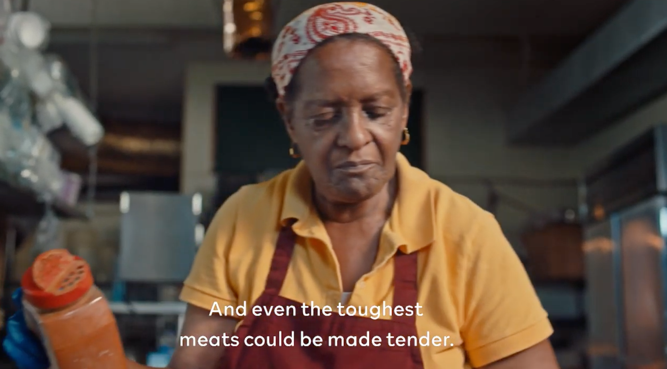 And even the toughest
meats could be made tender.